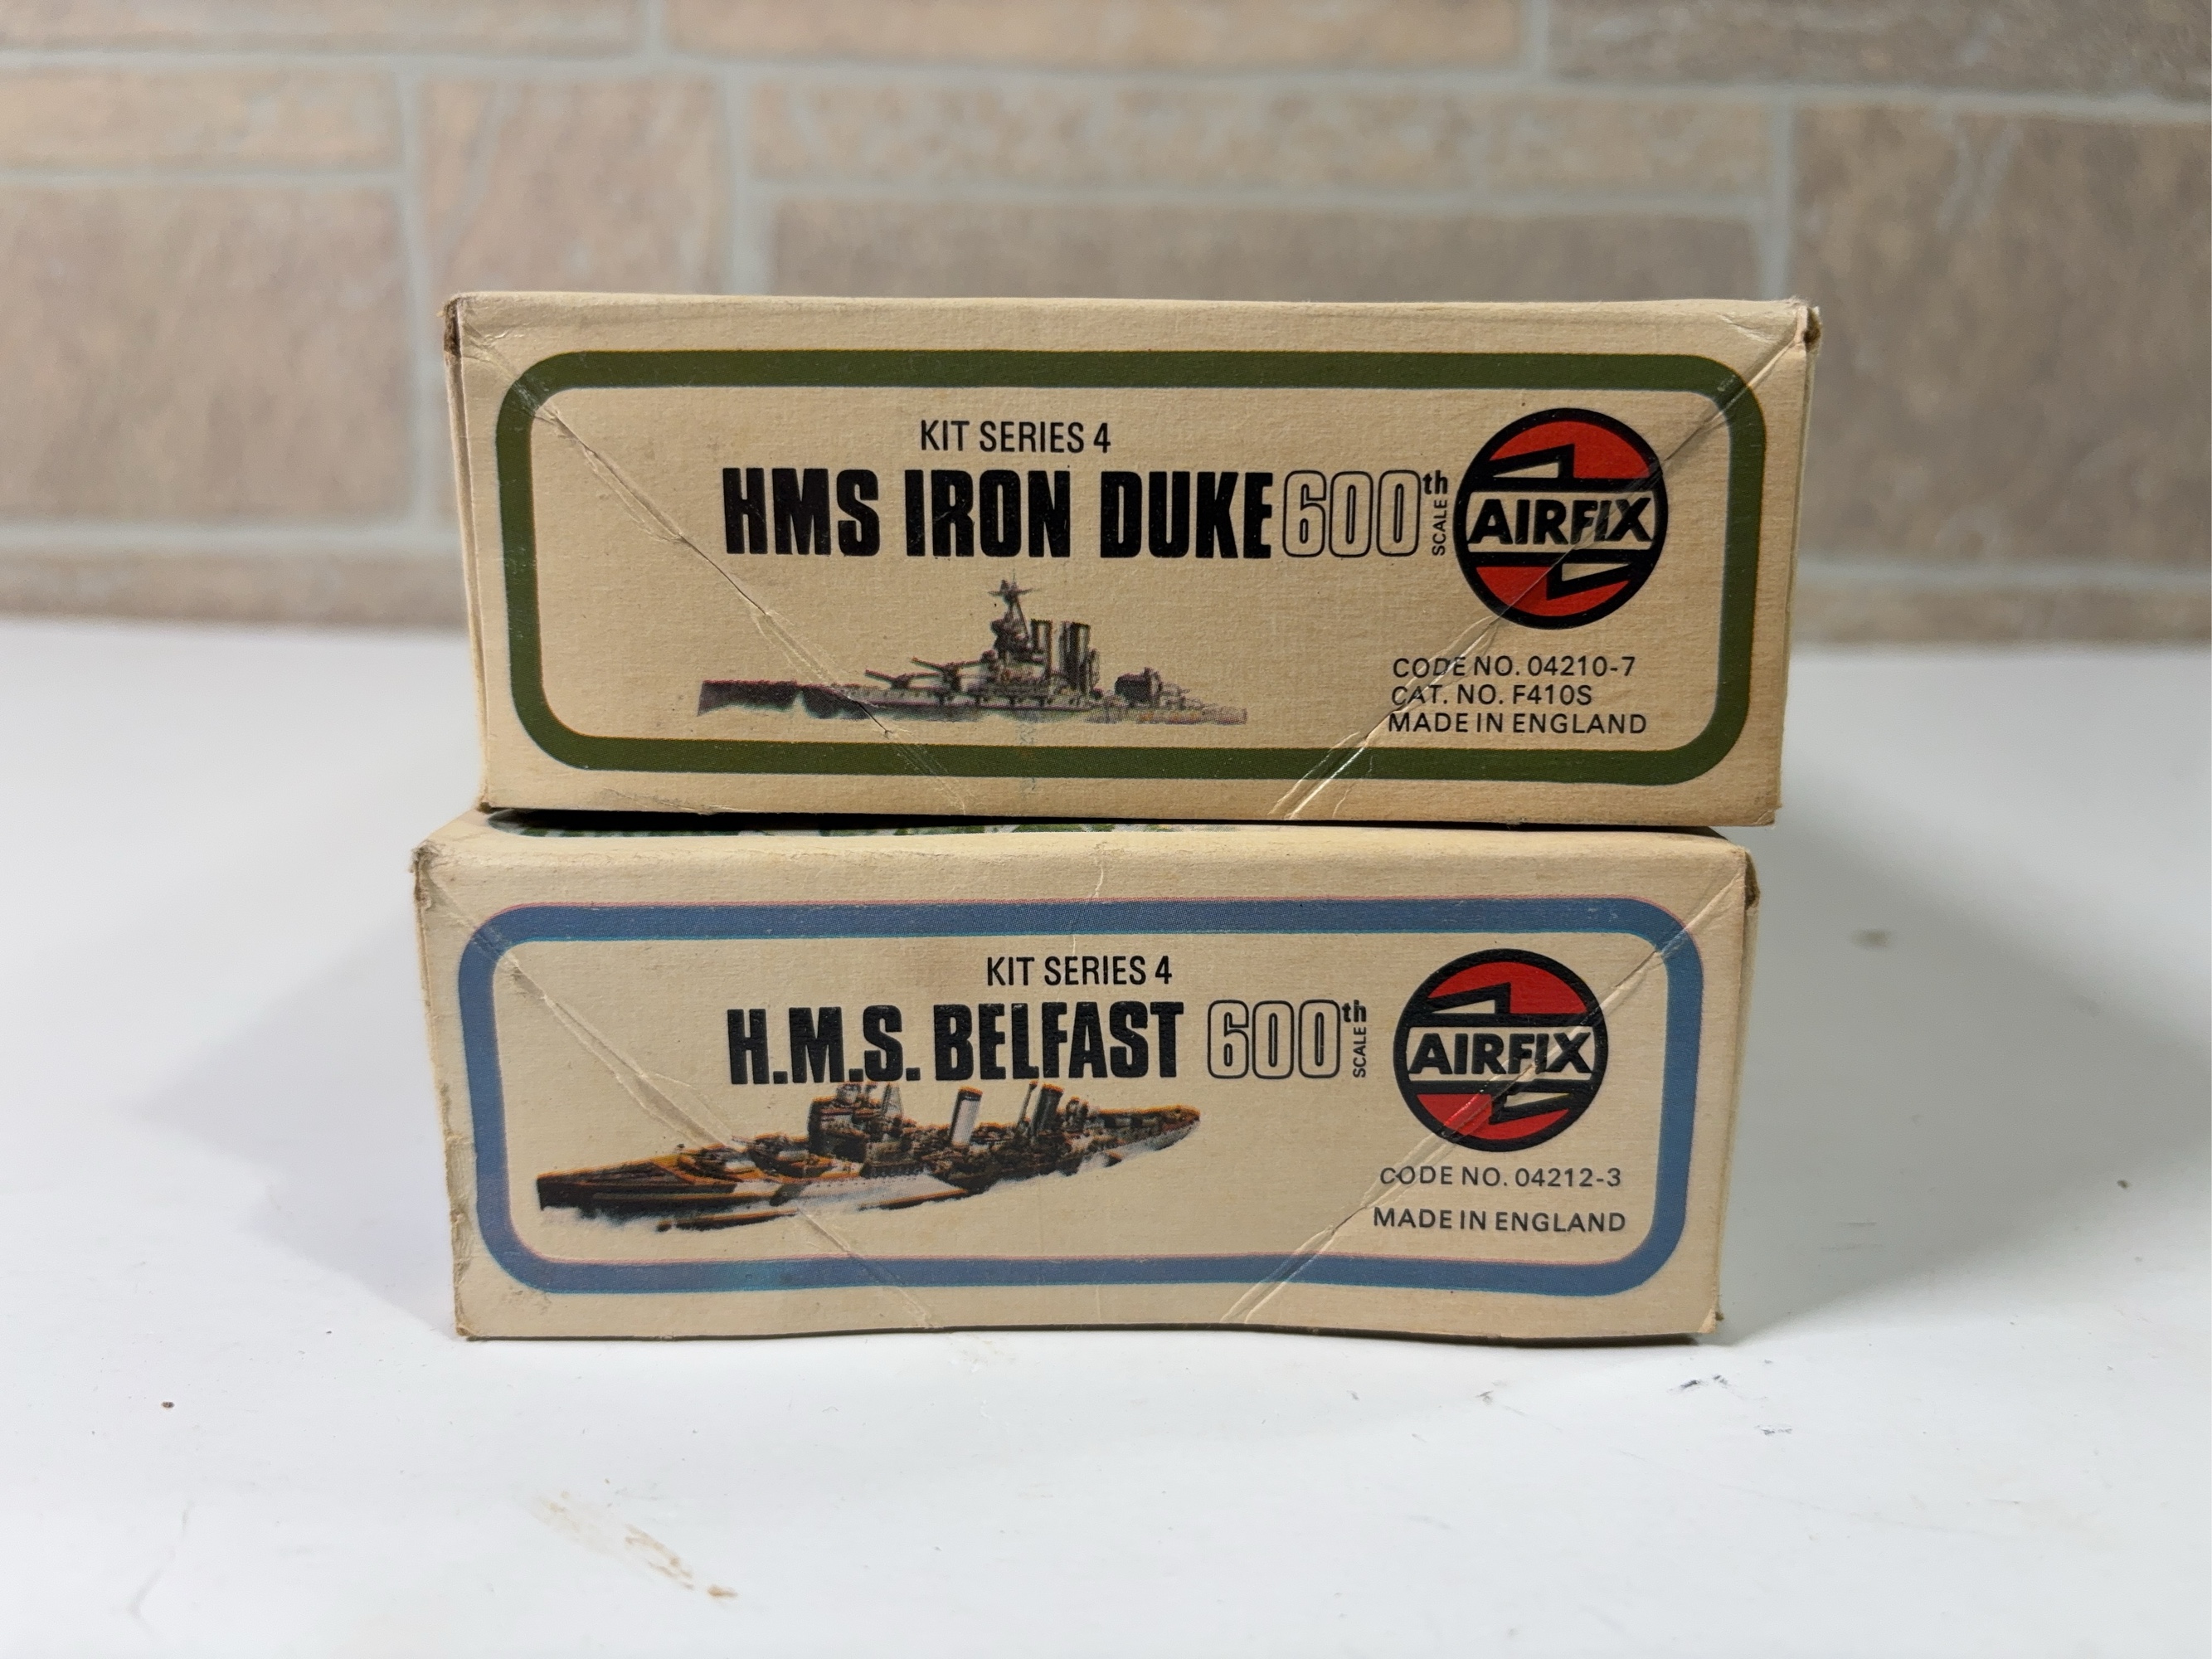 KIT SERIES 4
HMS IRON DUKE 600th SCALE
AIRFIX
CODE NO. 04210-7
CAT. NO. F410S
MADE IN ENGLAND
KIT SERIES 4
H.M.S. BELFAST 600th SCALE
AIRFIX
CODE NO. 04212-3
MADE IN ENGLAND